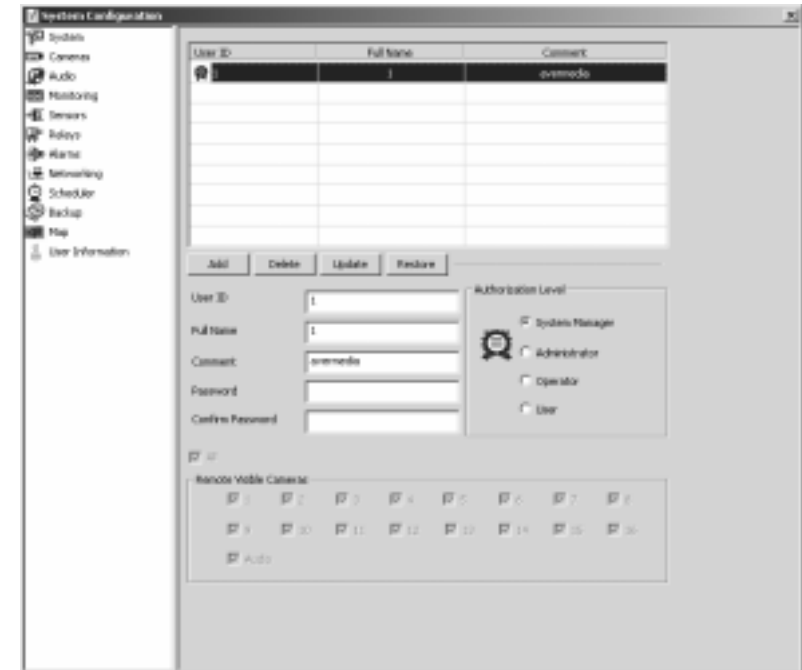 System Configuration
System
Cameras
Audio
Monitoring
Sensors
Relays
Alarms
Networking
Scheduler
Backup
Map
User Information
User ID Full Name Comment
1 1 avermedia
Add Delete Update Restore
User ID 1
Full Name 1
Comment avermedia
Password
Confirm Password
Authorization Level
System Manager
Administrator
Operator
User
IP
Remote Visible Cameras
1 2 3 4 5 6 7 8
9 10 11 12 13 14 15 16
Audio